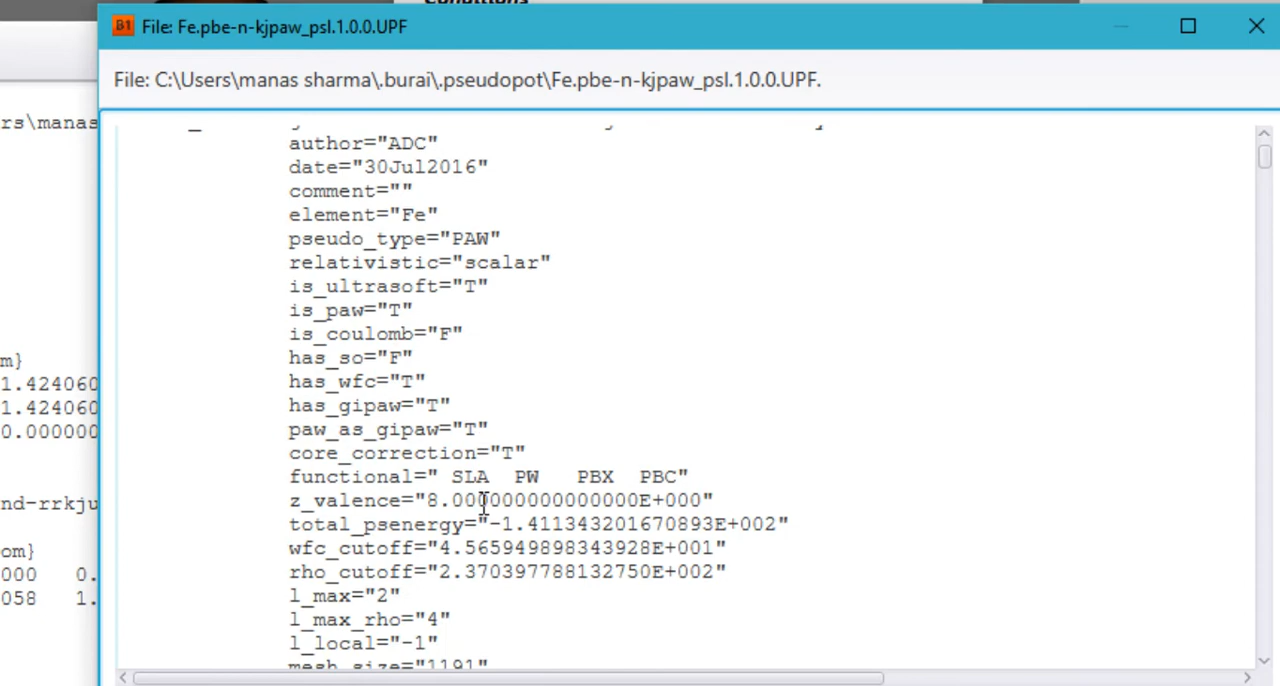 Conditions
B1 File: Fe.pbe-n-kjpaw_psl.1.0.0.UPF
File: C:\Users\manas sharma\.burai\.pseudopot\Fe.pbe-n-kjpaw_psl.1.0.0.UPF.
rs\manas
author="ADC"
date="30Jul2016"
comment=""
element="Fe"
pseudo_type="PAW"
relativistic="scalar"
is_ultrasoft="T"
is_paw="T"
is_coulomb="F"
m} has_so="F"
1.424060 has_wfc="T"
1.424060 has_gipaw="T"
0.000000 paw_as_gipaw="T"
core_correction="T"
functional=" SLA PW PBX PBC"
nd-rrkju z_valence="8.000000000000000E+000"
total_psenergy="-1.411343201670893E+002"
om} wfc_cutoff="4.565949898343928E+001"
000 0. rho_cutoff="2.370397788132750E+002"
058 1. l_max="2"
l_max_rho="4"
l_local="-1"
mesh_size="1191"